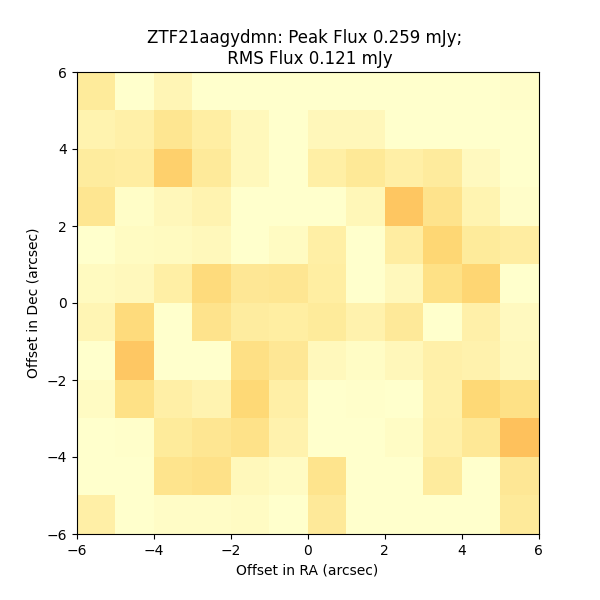 ZTF21aagydmn: Peak Flux 0.259 mJy;
RMS Flux 0.121 mJy
6
4
2
0
−2
−4
−6
Offset in Dec (arcsec)
−6 −4 −2 0 2 4 6
Offset in RA (arcsec)